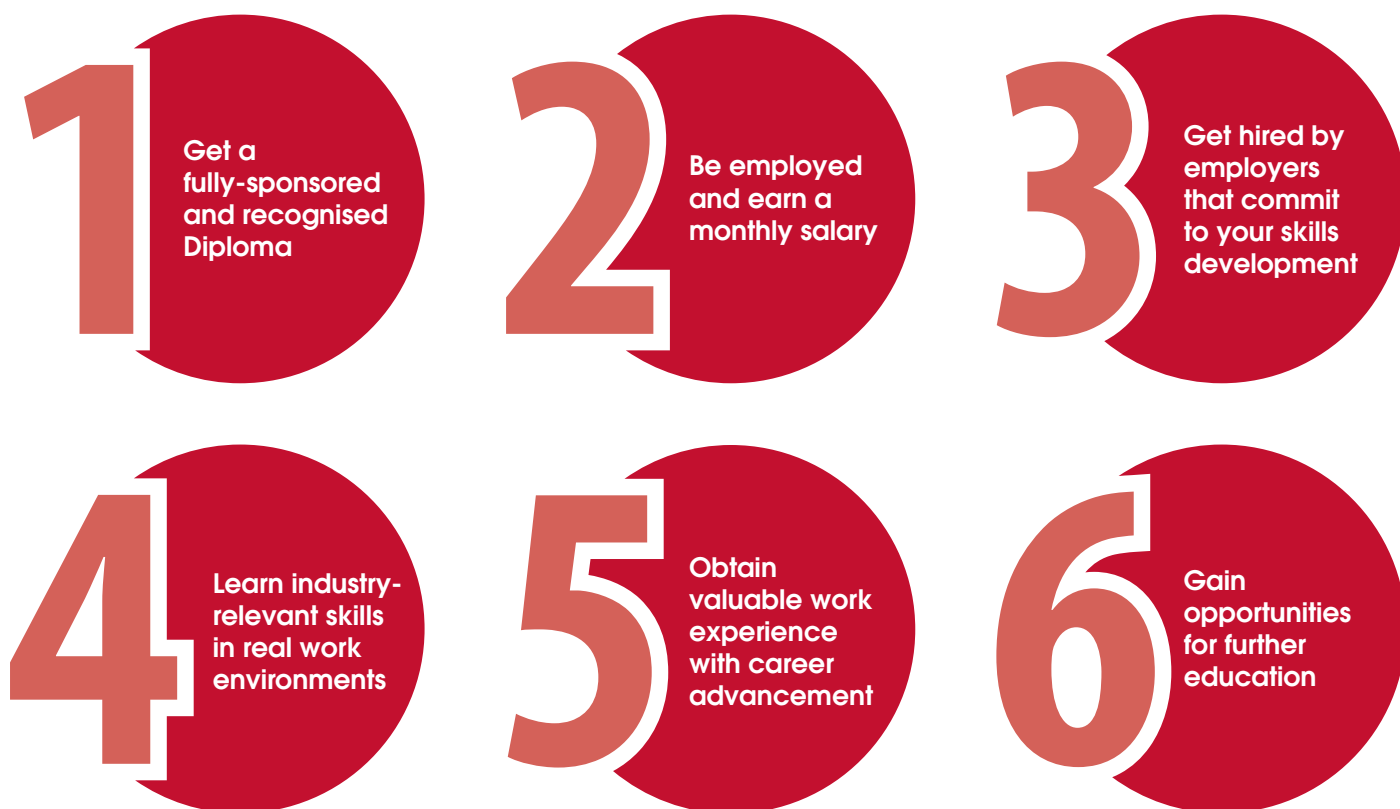 1
Get a
fully-sponsored
and recognised
Diploma
2
Be employed
and earn a
monthly salary
3
Get hired by
employers
that commit
to your skills
development
4
Learn industry-
relevant skills
in real work
environments
5
Obtain
valuable work
experience
with career
advancement
6
Gain
opportunities
for further
education